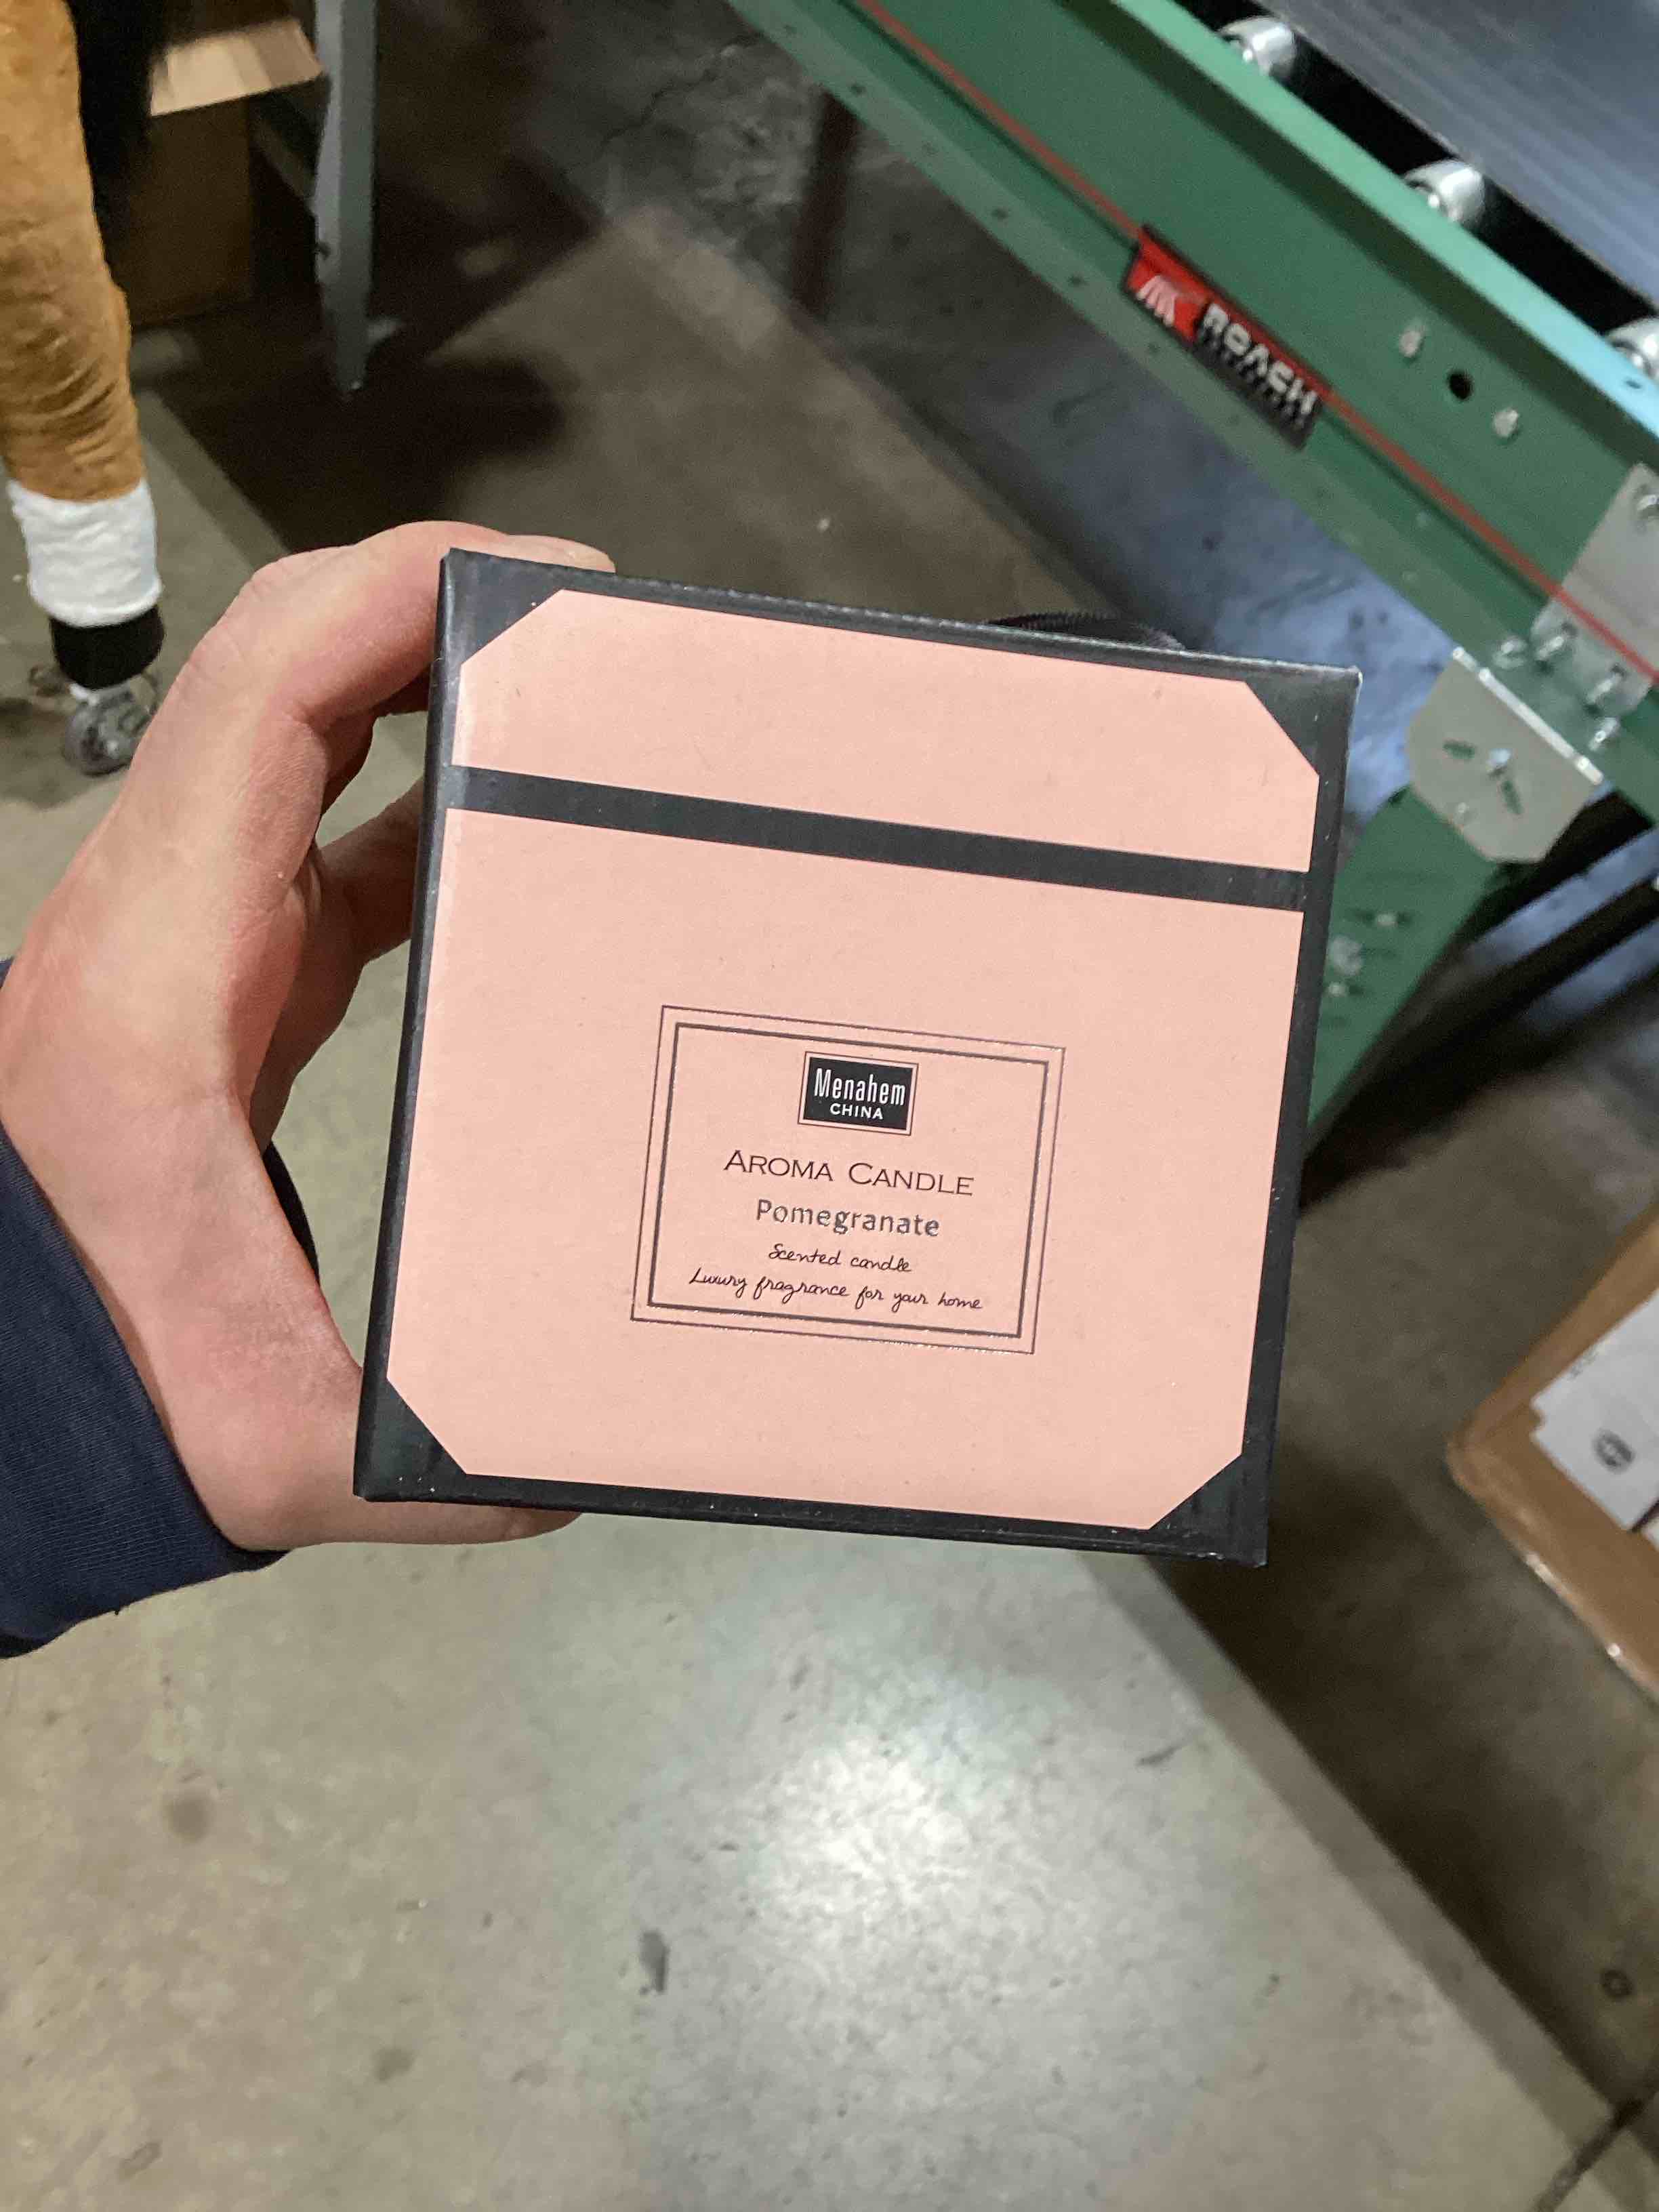 ROACH
Menahem
CHINA
AROMA CANDLE
Pomegranate
Scented candle
Luxury fragrance for your home